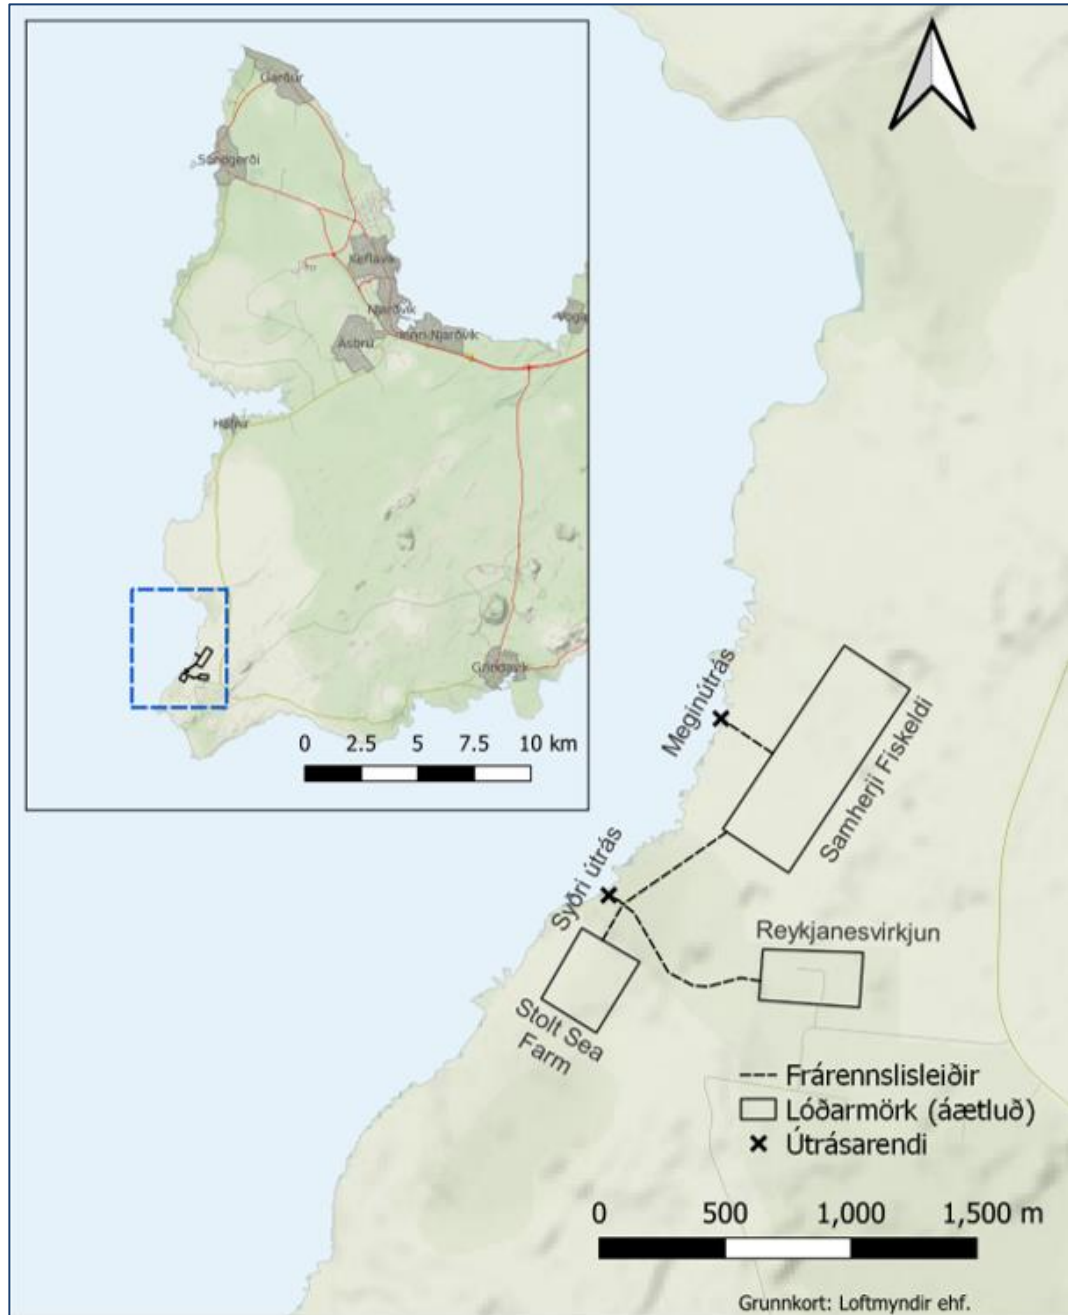 Garður
Sandgerði
Keflavík
Njarðvík
Ásbrú
Innri-Njarðvík
Vogar
Hafnir
Grindavík
0 2.5 5 7.5 10 km
Meginútrás
Samherji Fiskeldi
Syðri útrás
Reykjanesvirkjun
Stolt Sea
Farm
Frárennslisleiðir
Lóðarmörk (áætluð)
Útrásarendi
0 500 1,000 1,500 m
Grunnkort: Loftmyndir ehf.